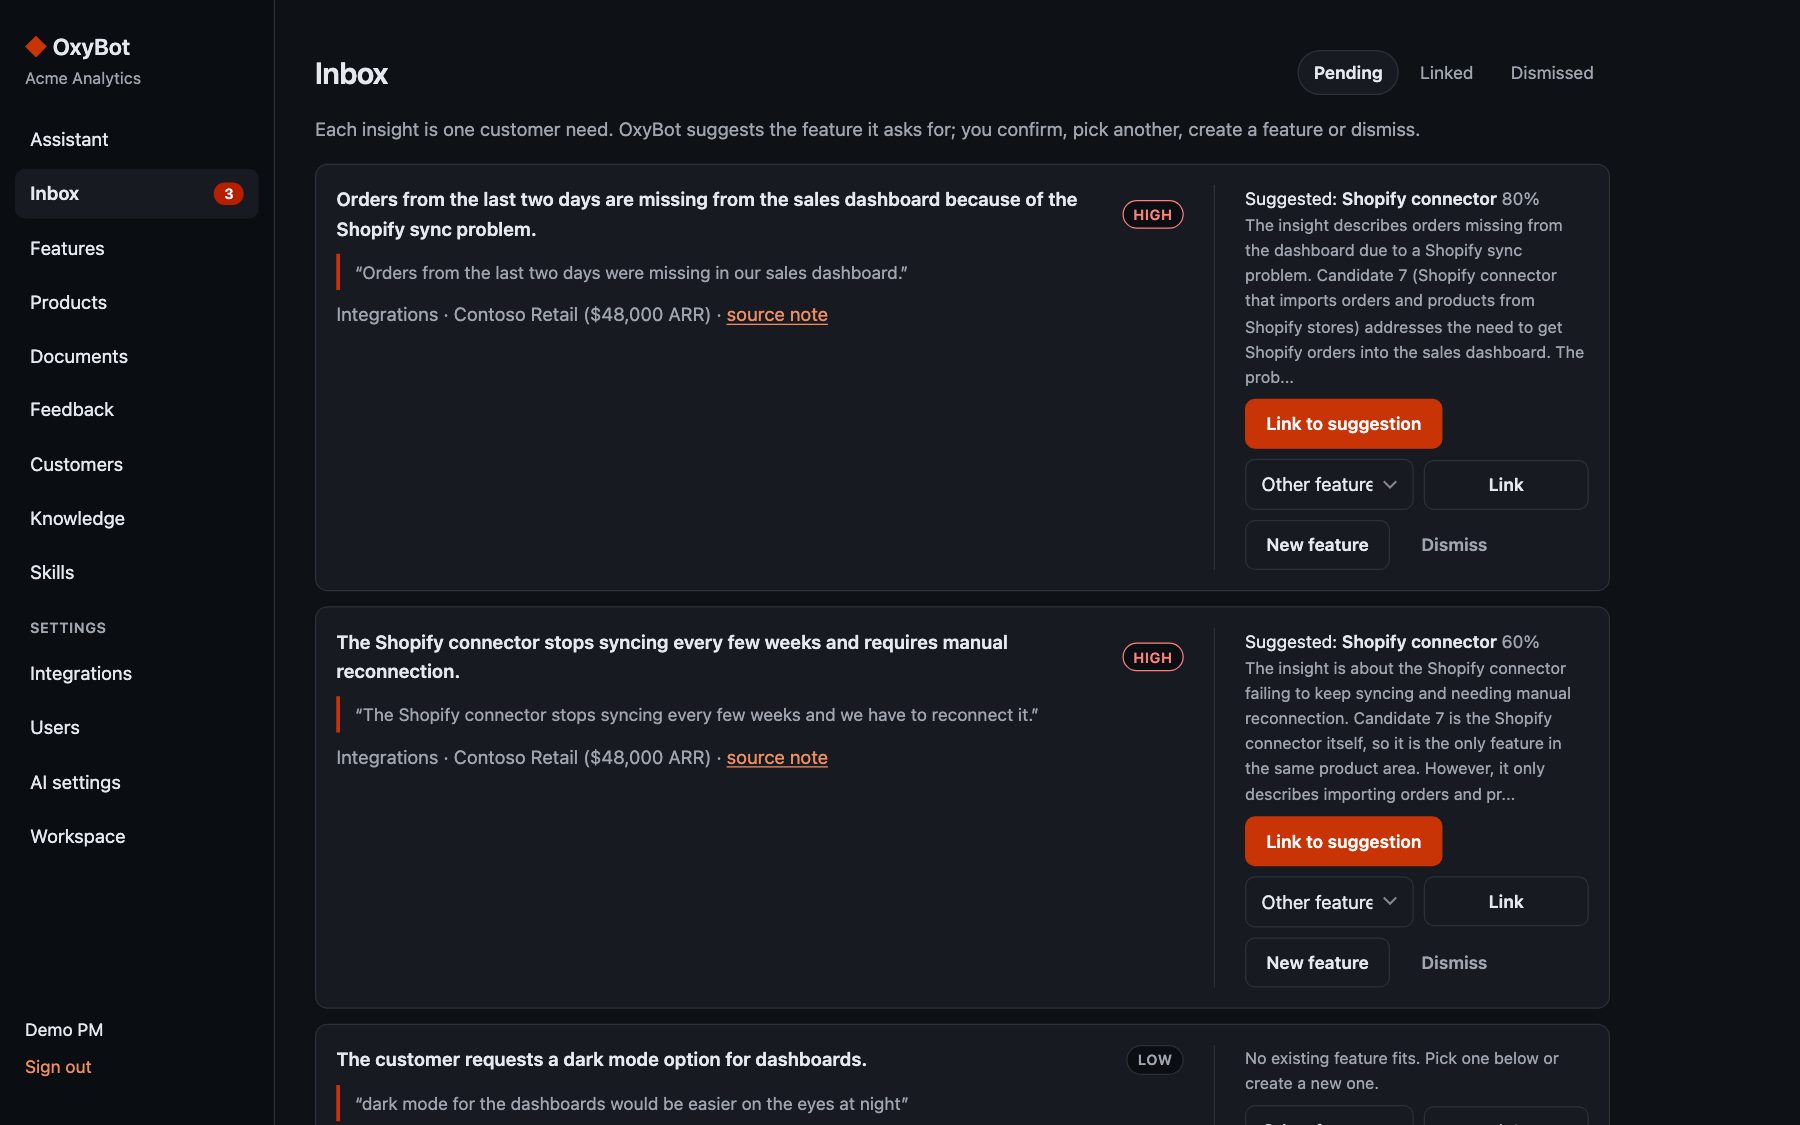 OxyBot
Acme Analytics
Assistant
Inbox 3
Features
Products
Documents
Feedback
Customers
Knowledge
Skills
SETTINGS
Integrations
Users
AI settings
Workspace
Demo PM
Sign out
Inbox
Pending Linked Dismissed
Each insight is one customer need. OxyBot suggests the feature it asks for; you confirm, pick another, create a feature or dismiss.
Orders from the last two days are missing from the sales dashboard because of the
Shopify sync problem.
HIGH
“Orders from the last two days were missing in our sales dashboard.”
Integrations · Contoso Retail ($48,000 ARR) · source note
Suggested: Shopify connector 80%
The insight describes orders missing from
the dashboard due to a Shopify sync
problem. Candidate 7 (Shopify connector
that imports orders and products from
Shopify stores) addresses the need to get
Shopify orders into the sales dashboard. The
prob...
Link to suggestion
Other feature Link
New feature Dismiss
The Shopify connector stops syncing every few weeks and requires manual
reconnection.
HIGH
“The Shopify connector stops syncing every few weeks and we have to reconnect it.”
Integrations · Contoso Retail ($48,000 ARR) · source note
Suggested: Shopify connector 60%
The insight is about the Shopify connector
failing to keep syncing and needing manual
reconnection. Candidate 7 is the Shopify
connector itself, so it is the only feature in
the same product area. However, it only
describes importing orders and pr...
Link to suggestion
Other feature Link
New feature Dismiss
The customer requests a dark mode option for dashboards.
LOW
“dark mode for the dashboards would be easier on the eyes at night”
No existing feature fits. Pick one below or
create a new one.